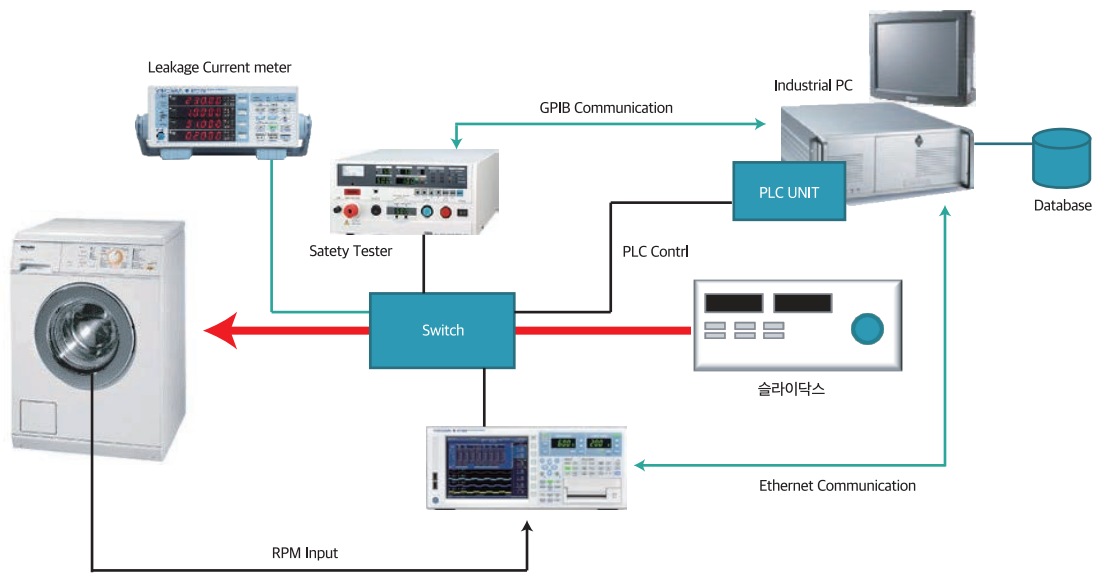 Leakage Current meter
Industrial PC
GPIB Communication
PLC UNIT
Database
Satety Tester
PLC Contrl
Switch
슬라이닥스
Ethernet Communication
RPM Input